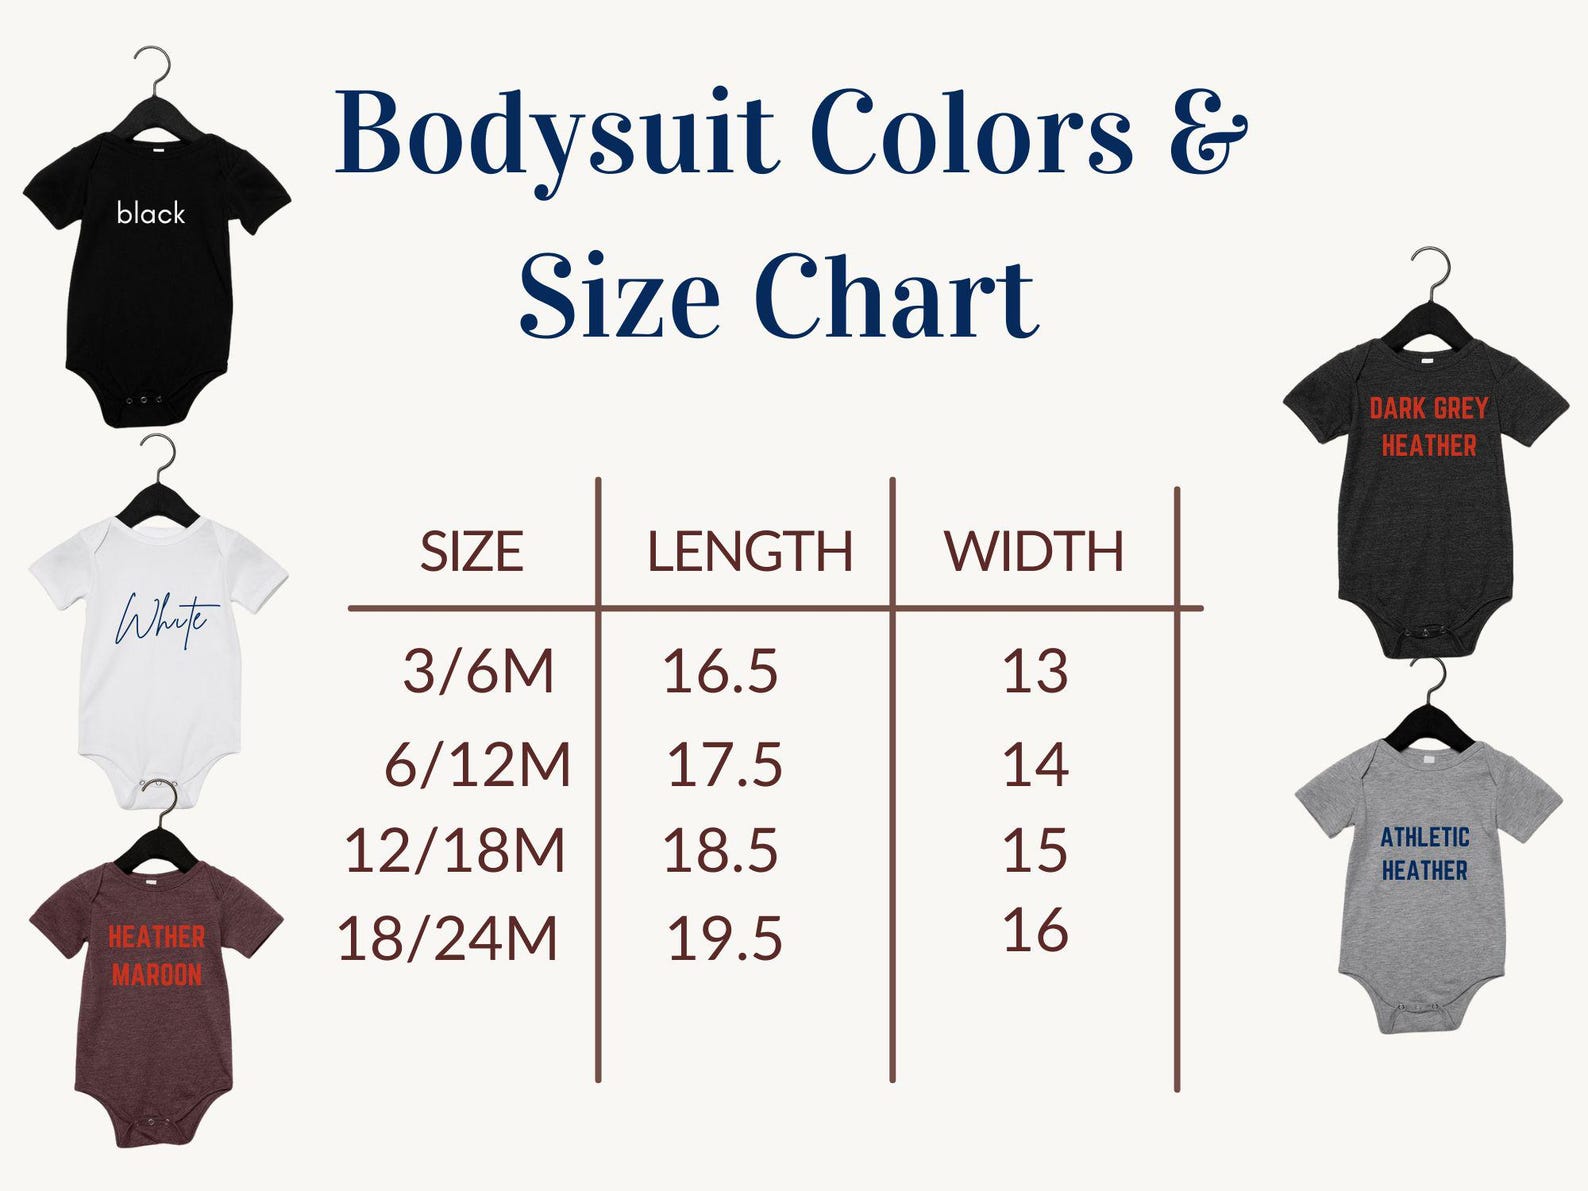 Bodysuit Colors &
Size Chart
black
White
HEATHER
MAROON
SIZE LENGTH WIDTH
3/6M 16.5 13
6/12M 17.5 14
12/18M 18.5 15
18/24M 19.5 16
DARK GREY
HEATHER
ATHLETIC
HEATHER